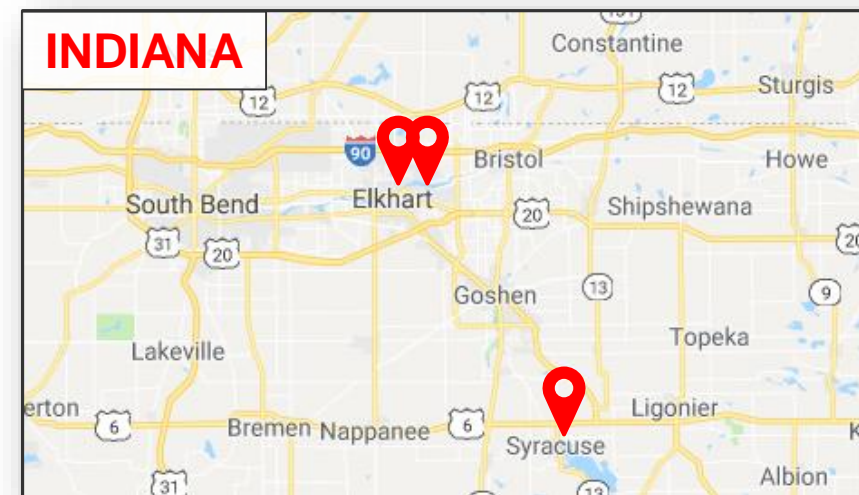 INDIANA
Constantine
12
12
12
Sturgis
90
Bristol
Howe
South Bend
Elkhart
20
Shipshewana
31
20
Goshen
13
9
Topeka
Lakeville
erton
6
Bremen
Nappanee
6
Ligonier
Syracuse
31
13
Albion